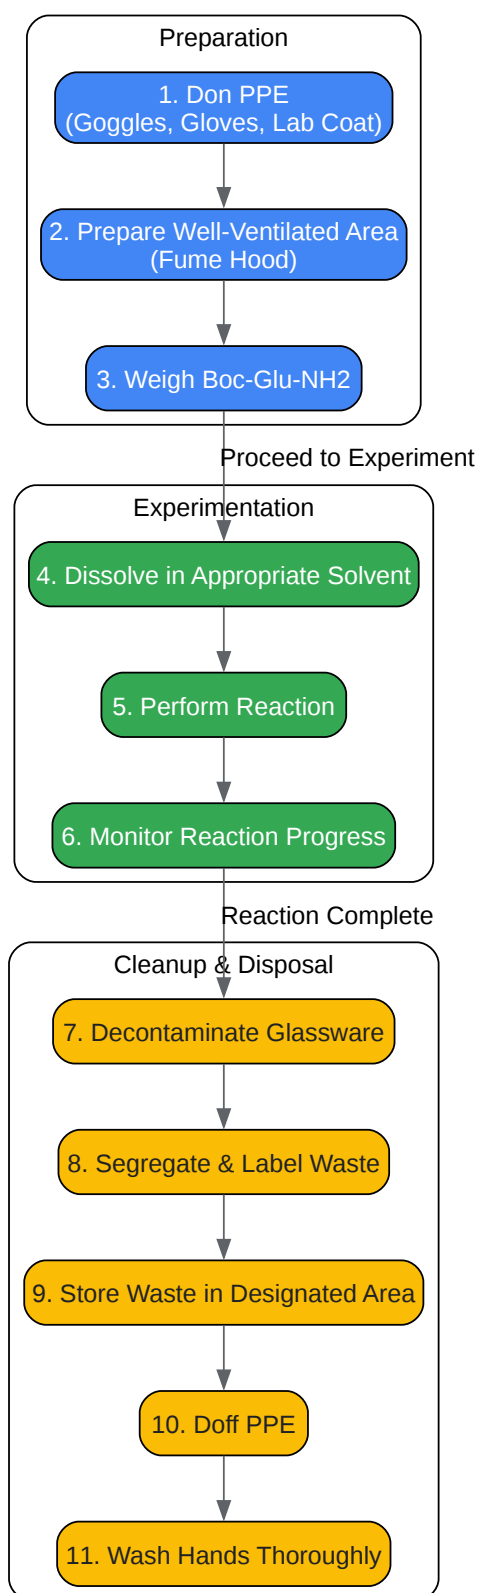 Preparation
1. Don PPE
(Goggles, Gloves, Lab Coat)
2. Prepare Well-Ventilated Area
(Fume Hood)
3. Weigh Boc-Glu-NH2
Proceed to Experiment
Experimentation
4. Dissolve in Appropriate Solvent
5. Perform Reaction
6. Monitor Reaction Progress
Reaction Complete
Cleanup & Disposal
7. Decontaminate Glassware
8. Segregate & Label Waste
9. Store Waste in Designated Area
10. Doff PPE
11. Wash Hands Thoroughly